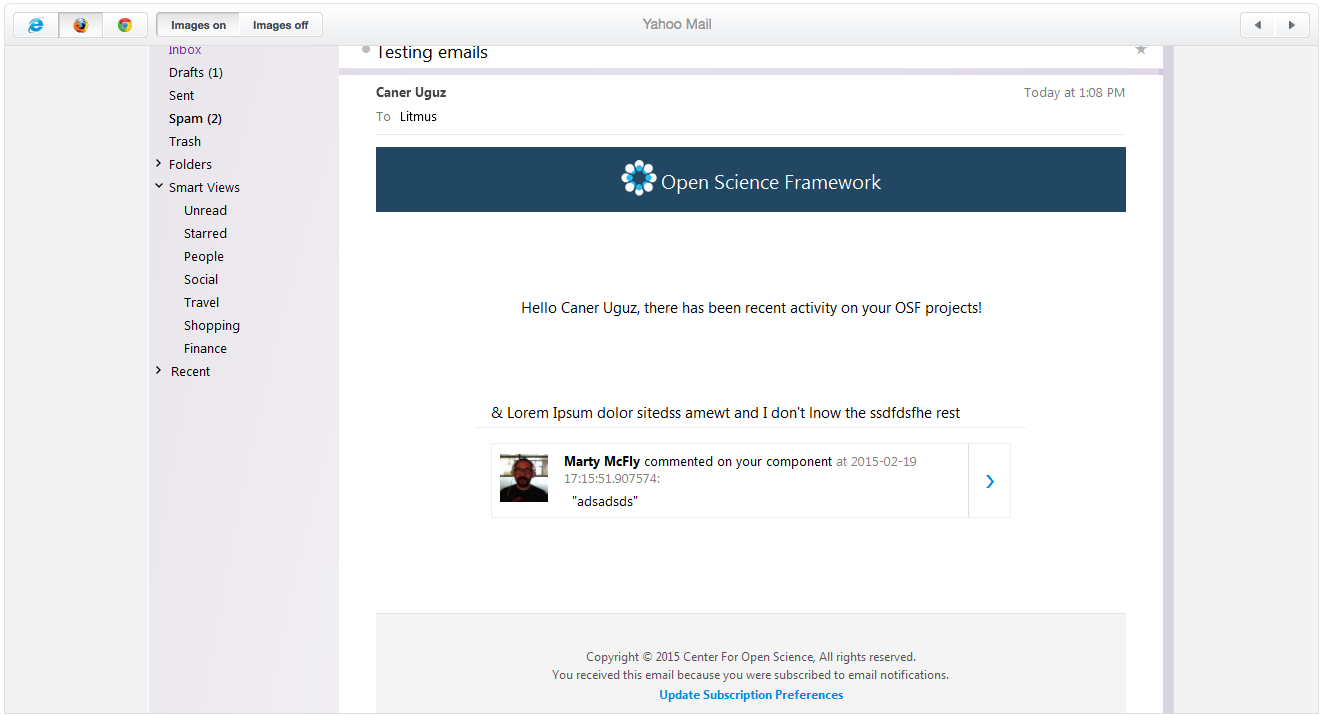 Images on Images off Yahoo Mail
Inbox
Drafts (1)
Sent
Spam (2)
Trash
Folders
Smart Views
Unread
Starred
People
Social
Travel
Shopping
Finance
Recent
Testing emails
Caner Uguz Today at 1:08 PM
To Litmus
Open Science Framework
Hello Caner Uguz, there has been recent activity on your OSF projects!
& Lorem Ipsum dolor sitedss amewt and I don't lnow the ssdfdsfhe rest
Marty McFly commented on your component at 2015-02-19
17:15:51.907574:
"adsadsds"
Copyright © 2015 Center For Open Science, All rights reserved.
You received this email because you were subscribed to email notifications.
Update Subscription Preferences